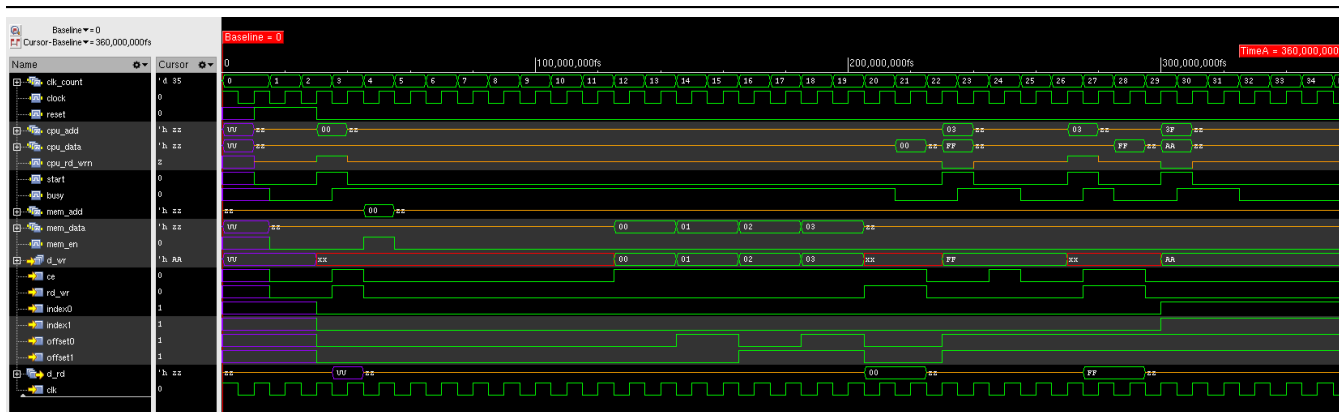 Baseline ▾ = 0
Cursor-Baseline ▾ = 360,000,000fs
Baseline = 0
TimeA = 360,000,000
Name Cursor 0 100,000,000fs 200,000,000fs 300,000,000fs
clk_count 'd 35 0 1 2 3 4 5 6 7 8 9 10 11 12 13 14 15 16 17 18 19 20 21 22 23 24 25 26 27 28 29 30 31 32 33 34
clock 0
reset 0
cpu_add 'h zz UU zz 00 zz 03 zz 03 zz 3F zz
cpu_data 'h zz UU zz 00 zz FF zz FF zz AA zz
cpu_rd_wrn z
start 0
busy 0
mem_add 'h zz zz 00 zz
mem_data 'h zz UU zz 00 01 02 03 zz
mem_en 0
d_wr 'h AA UU xx 00 01 02 03 xx FF xx AA
ce 0
rd_wr 0
index0 1
index1 1
offset0 1
offset1 1
d_rd 'h zz zz UU zz 00 zz FF zz
clk 0